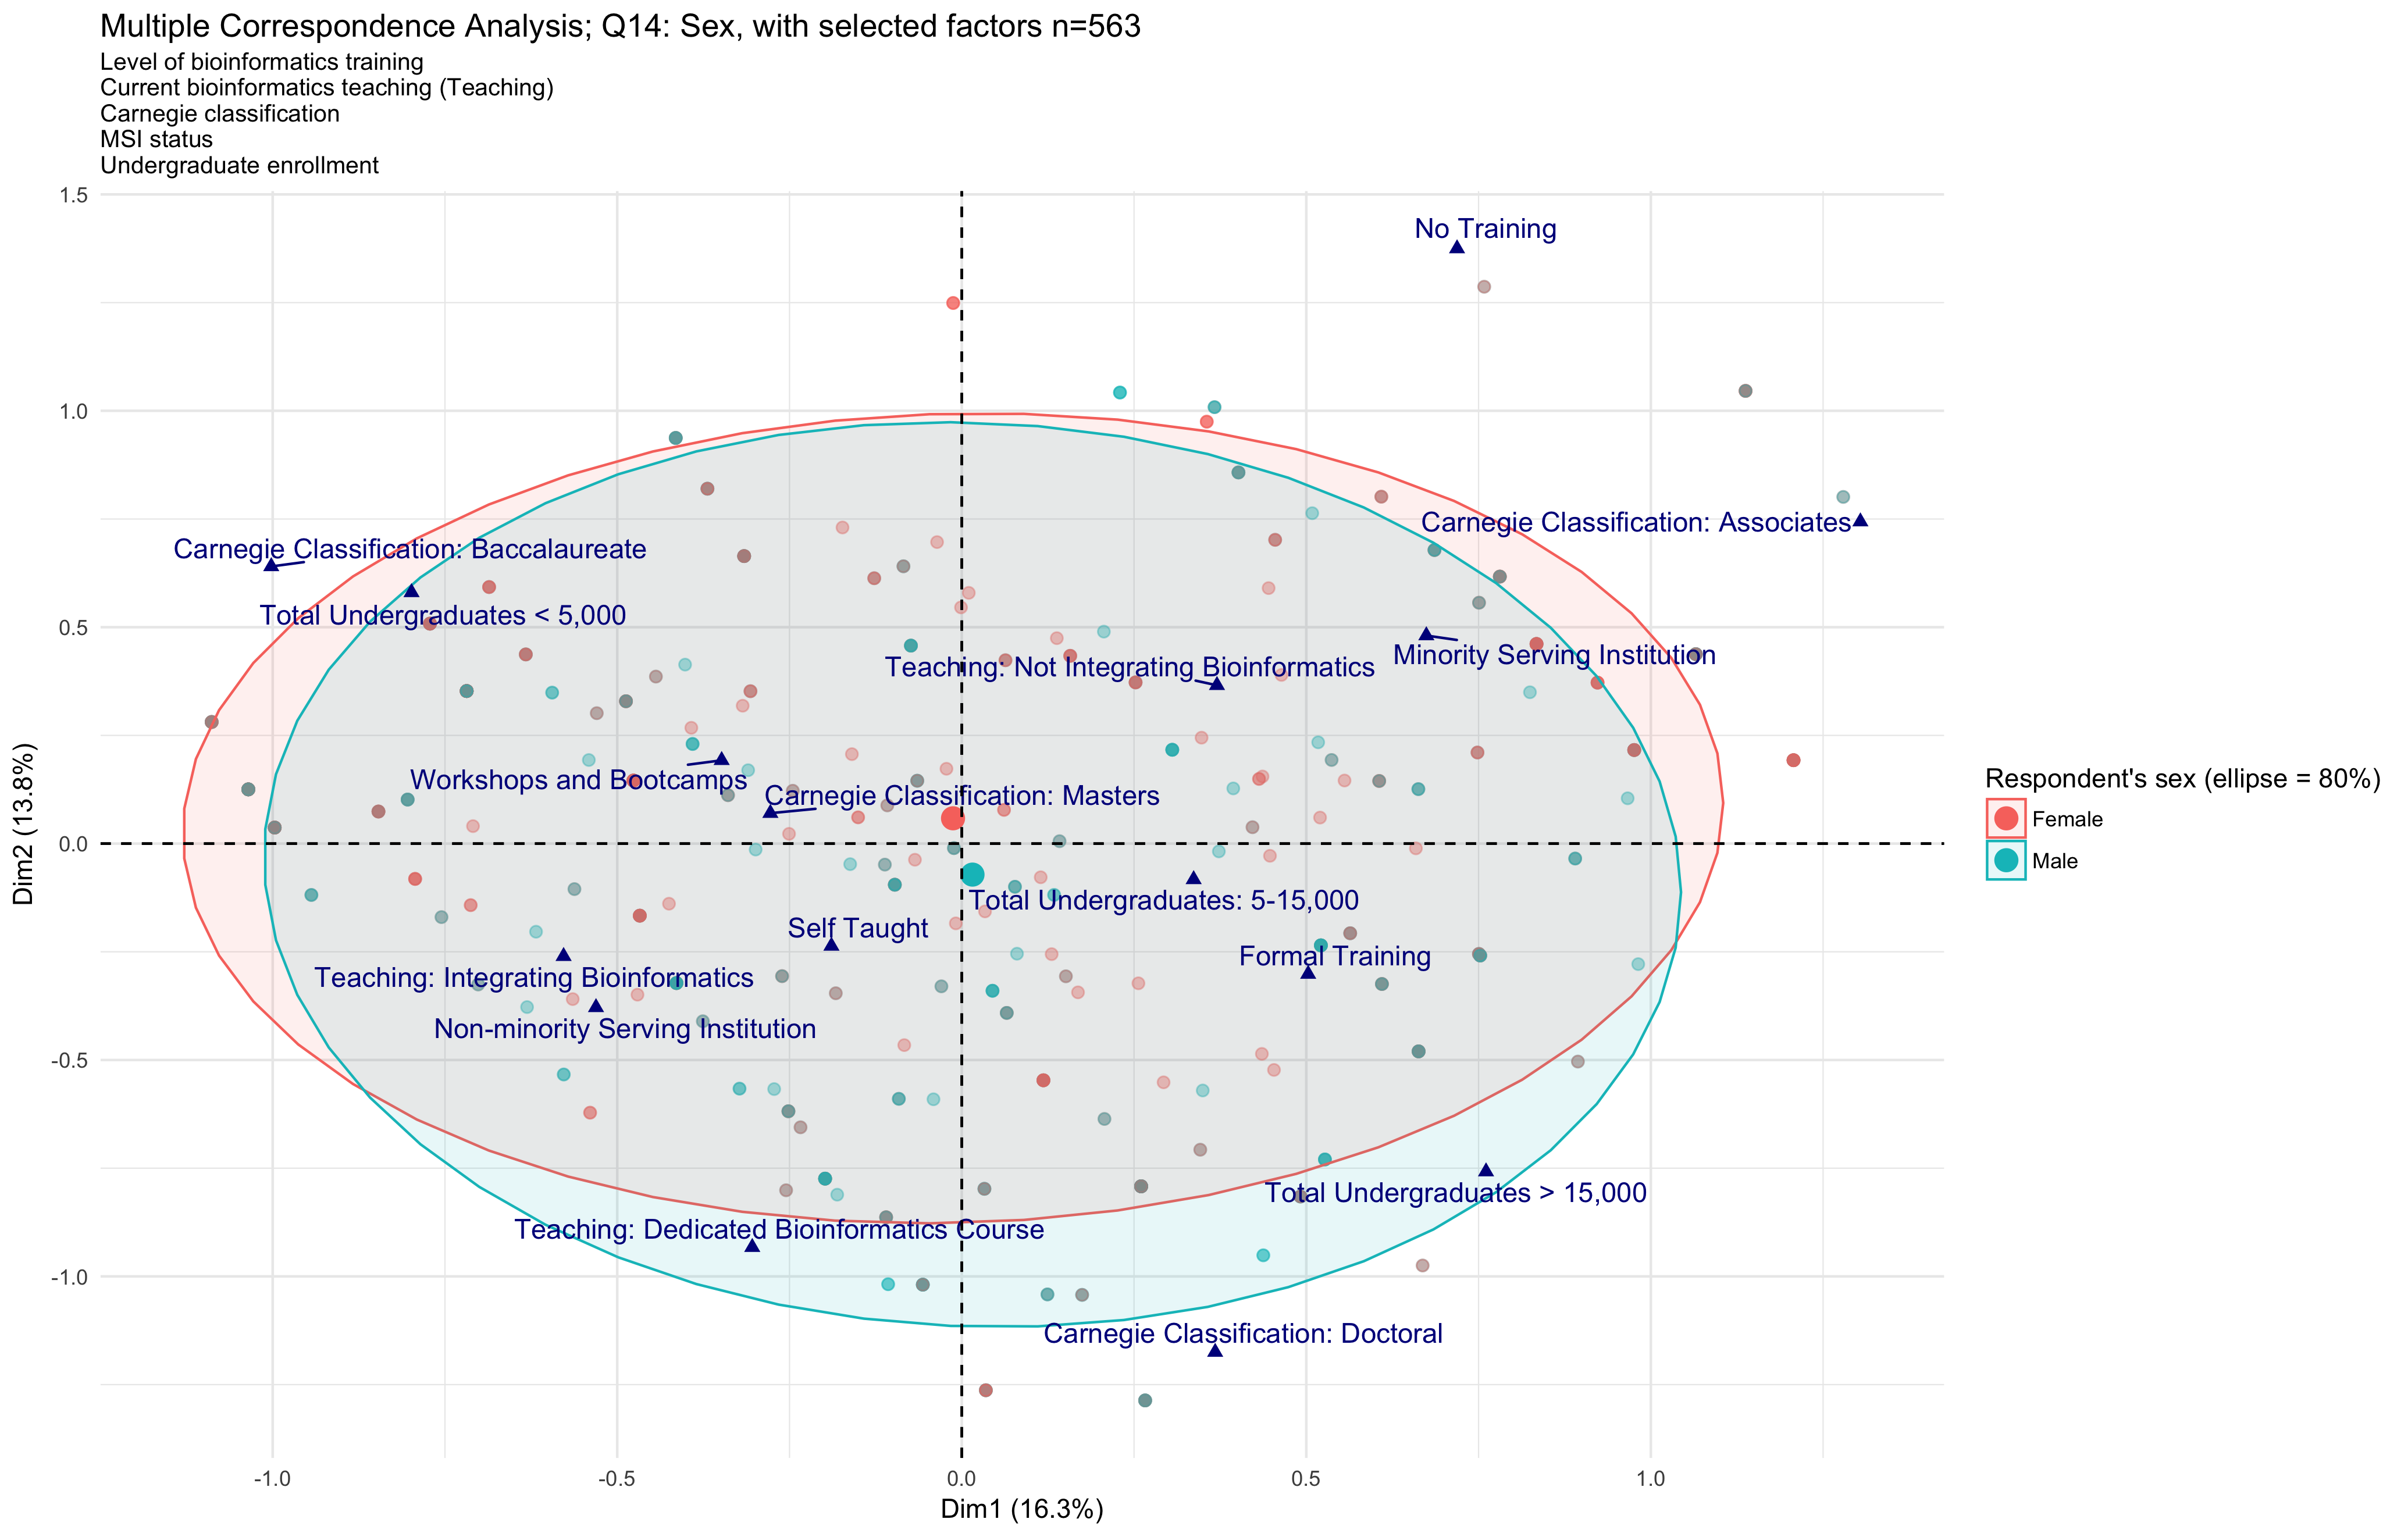 Multiple Correspondence Analysis; Q14: Sex, with selected factors n=563
Level of bioinformatics training
Current bioinformatics teaching (Teaching)
Carnegie classification
MSI status
Undergraduate enrollment
1.5
No Training
1.0
Carnegie Classification: Associates
Carnegie Classification: Baccalaureate
Total Undergraduates < 5,000
0.5
Minority Serving Institution
Teaching: Not Integrating Bioinformatics
Workshops and Bootcamps
Carnegie Classification: Masters
0.0
Total Undergraduates: 5-15,000
Self Taught
Formal Training
Teaching: Integrating Bioinformatics
Non-minority Serving Institution
-0.5
Total Undergraduates > 15,000
Teaching: Dedicated Bioinformatics Course
-1.0
Carnegie Classification: Doctoral
-1.0
-0.5
0.0
0.5
1.0
Dim1 (16.3%)
Dim2 (13.8%)
Respondent's sex (ellipse = 80%)
Female
Male